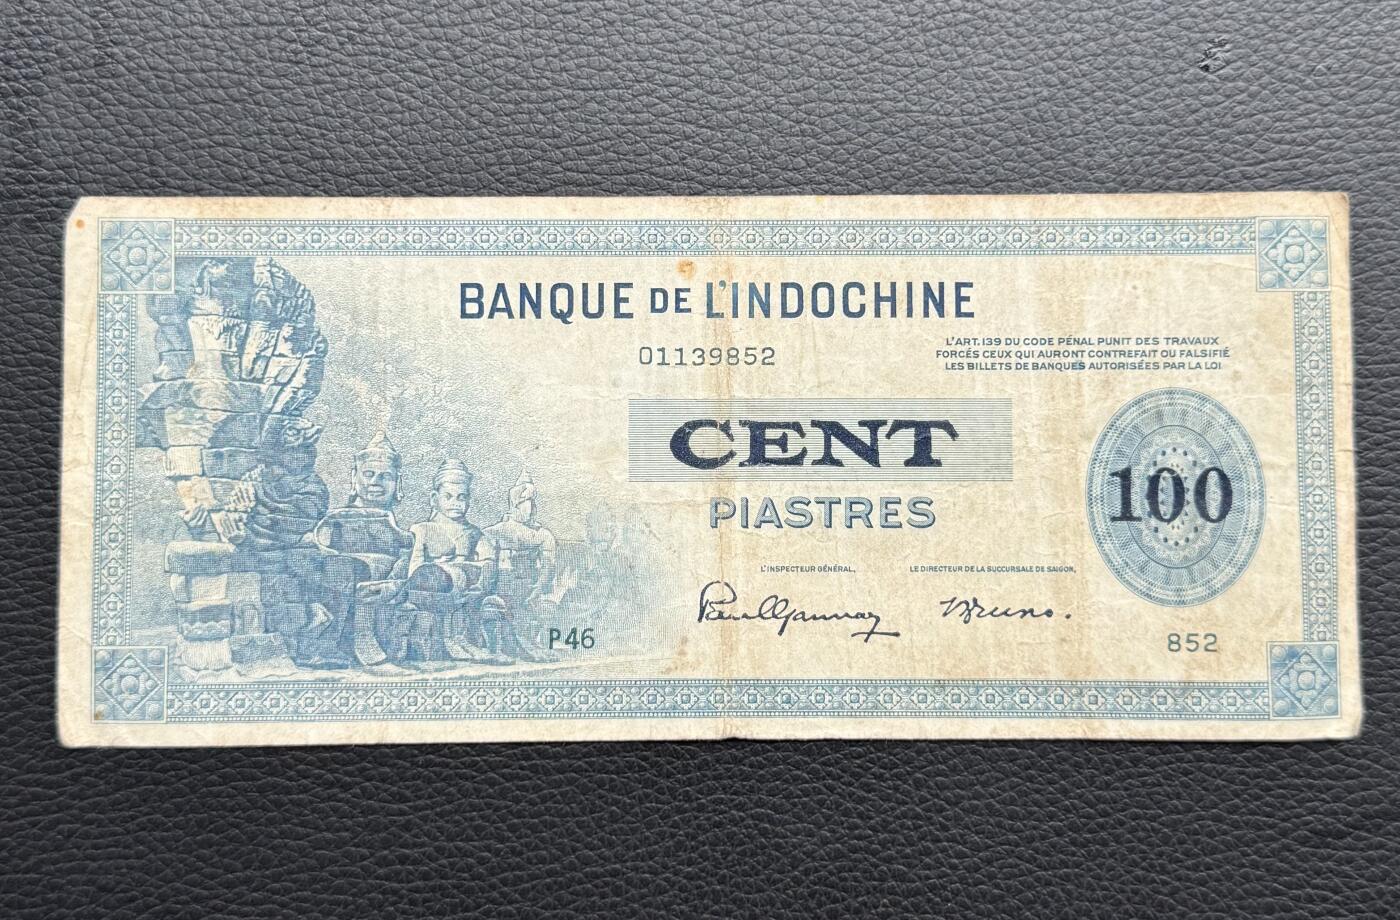 BANQUE DE L'INDOCHINE
01139852
L'ART. 139 DU CODE PÉNAL PUNIT DES TRAVAUX
FORCÉS CEUX QUI AURONT CONTREFAIT OU FALSIFIÉ
LES BILLETS DE BANQUES AUTORISÉES PAR LA LOI
CENT
100
PIASTRES
L'INSPECTEUR GÉNÉRAL,
LE DIRECTEUR DE LA SUCCURSALE DE SAIGON,
Bruno.
P46
852